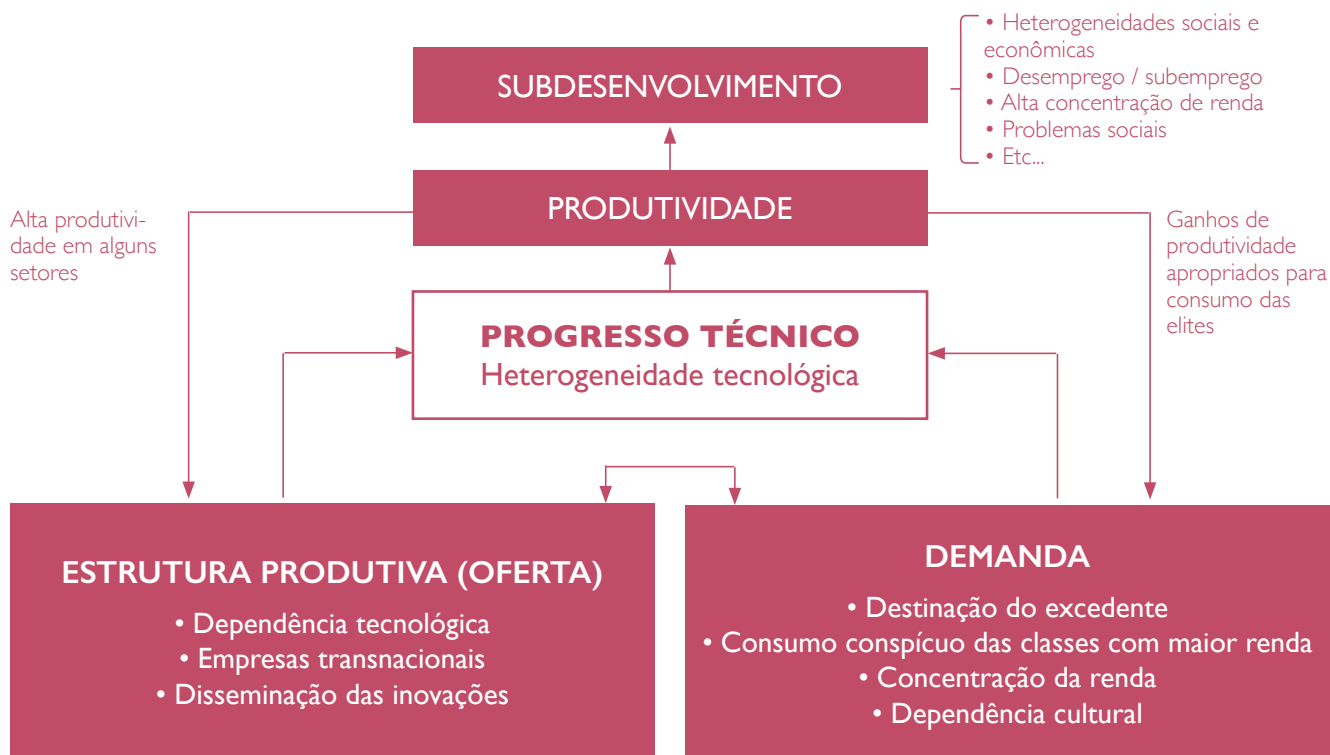 • Heterogeneidades sociais e
econômicas
• Desemprego / subemprego
• Alta concentração de renda
• Problemas sociais
• Etc...
SUBDESENVOLVIMENTO
PRODUTIVIDADE
Alta produtivi-
dade em alguns
setores
Ganhos de
produtividade
apropriados para
consumo das
elites
PROGRESSO TÉCNICO
Heterogeneidade tecnológica
ESTRUTURA PRODUTIVA (OFERTA)
• Dependência tecnológica
• Empresas transnacionais
• Disseminação das inovações
DEMANDA
• Destinação do excedente
• Consumo conspícuo das classes com maior renda
• Concentração da renda
• Dependência cultural